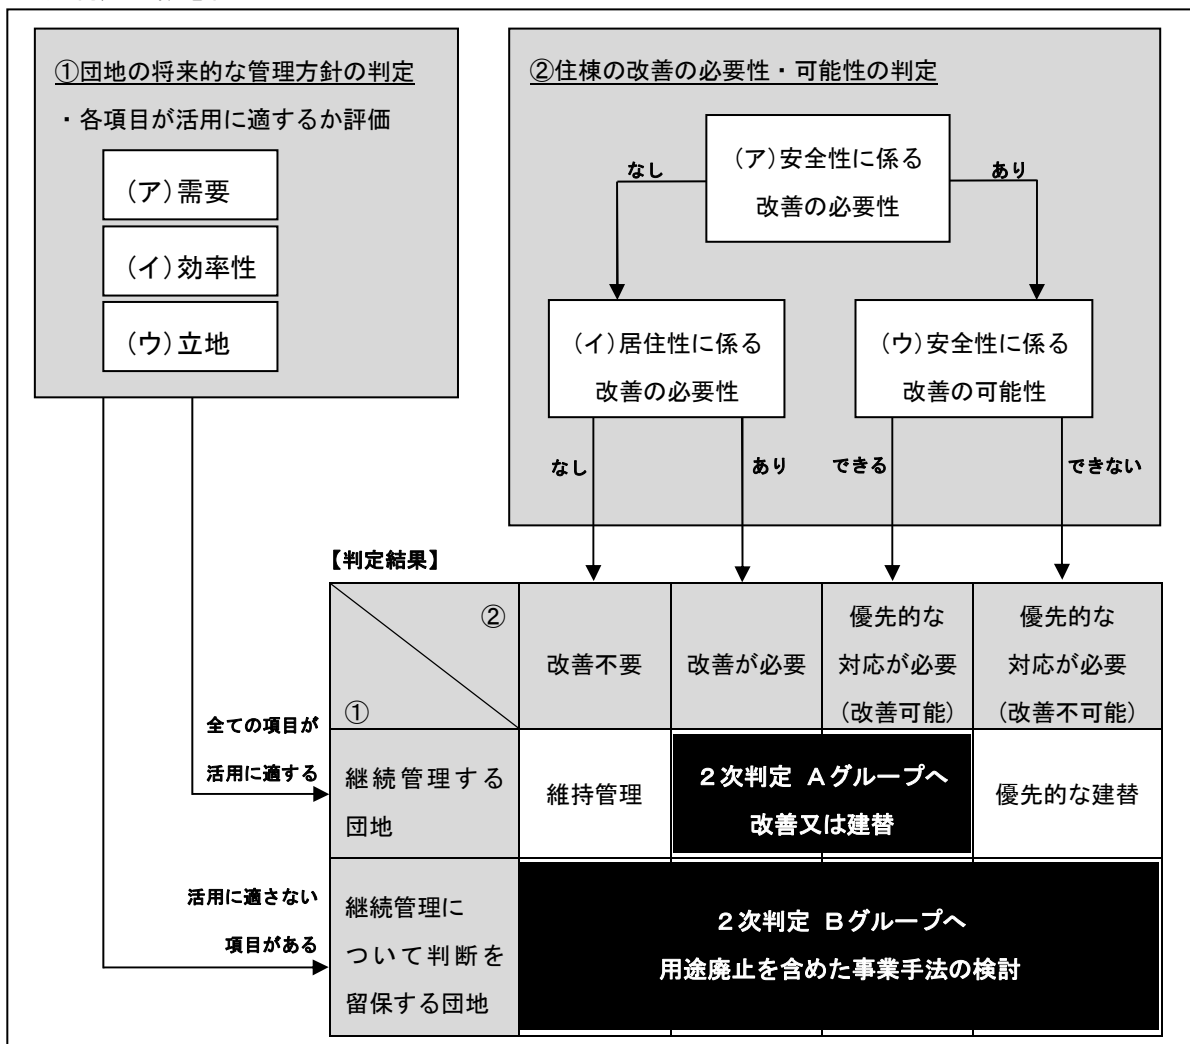 ①団地の将来的な管理方針の判定
・各項目が活用に適するか評価
(ア)需要
(イ)効率性
(ウ)立地
②住棟の改善の必要性・可能性の判定
(ア)安全性に係る
改善の必要性
なし
あり
(イ)居住性に係る
改善の必要性
(ウ)安全性に係る
改善の可能性
なし
あり
できる
できない
【判定結果】
②
①
改善不要
改善が必要
優先的な
対応が必要
(改善可能)
優先的な
対応が必要
(改善不可能)
全ての項目が
活用に適する
継続管理する
団地
維持管理
2次判定 Aグループへ
改善又は建替
優先的な建替
活用に適さない
項目がある
継続管理に
ついて判断を
留保する団地
2次判定 Bグループへ
用途廃止を含めた事業手法の検討